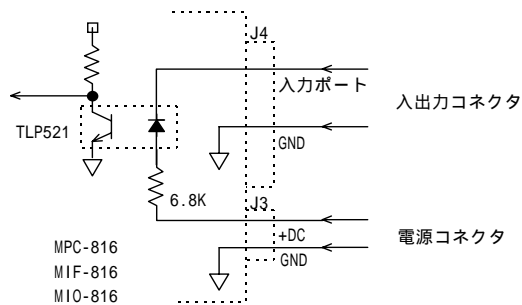 J4
入力ポート
入出力コネクタ
TLP521
GND
6.8K
J3
+DC
電源コネクタ
GND
MPC-816
MIF-816
MIO-816